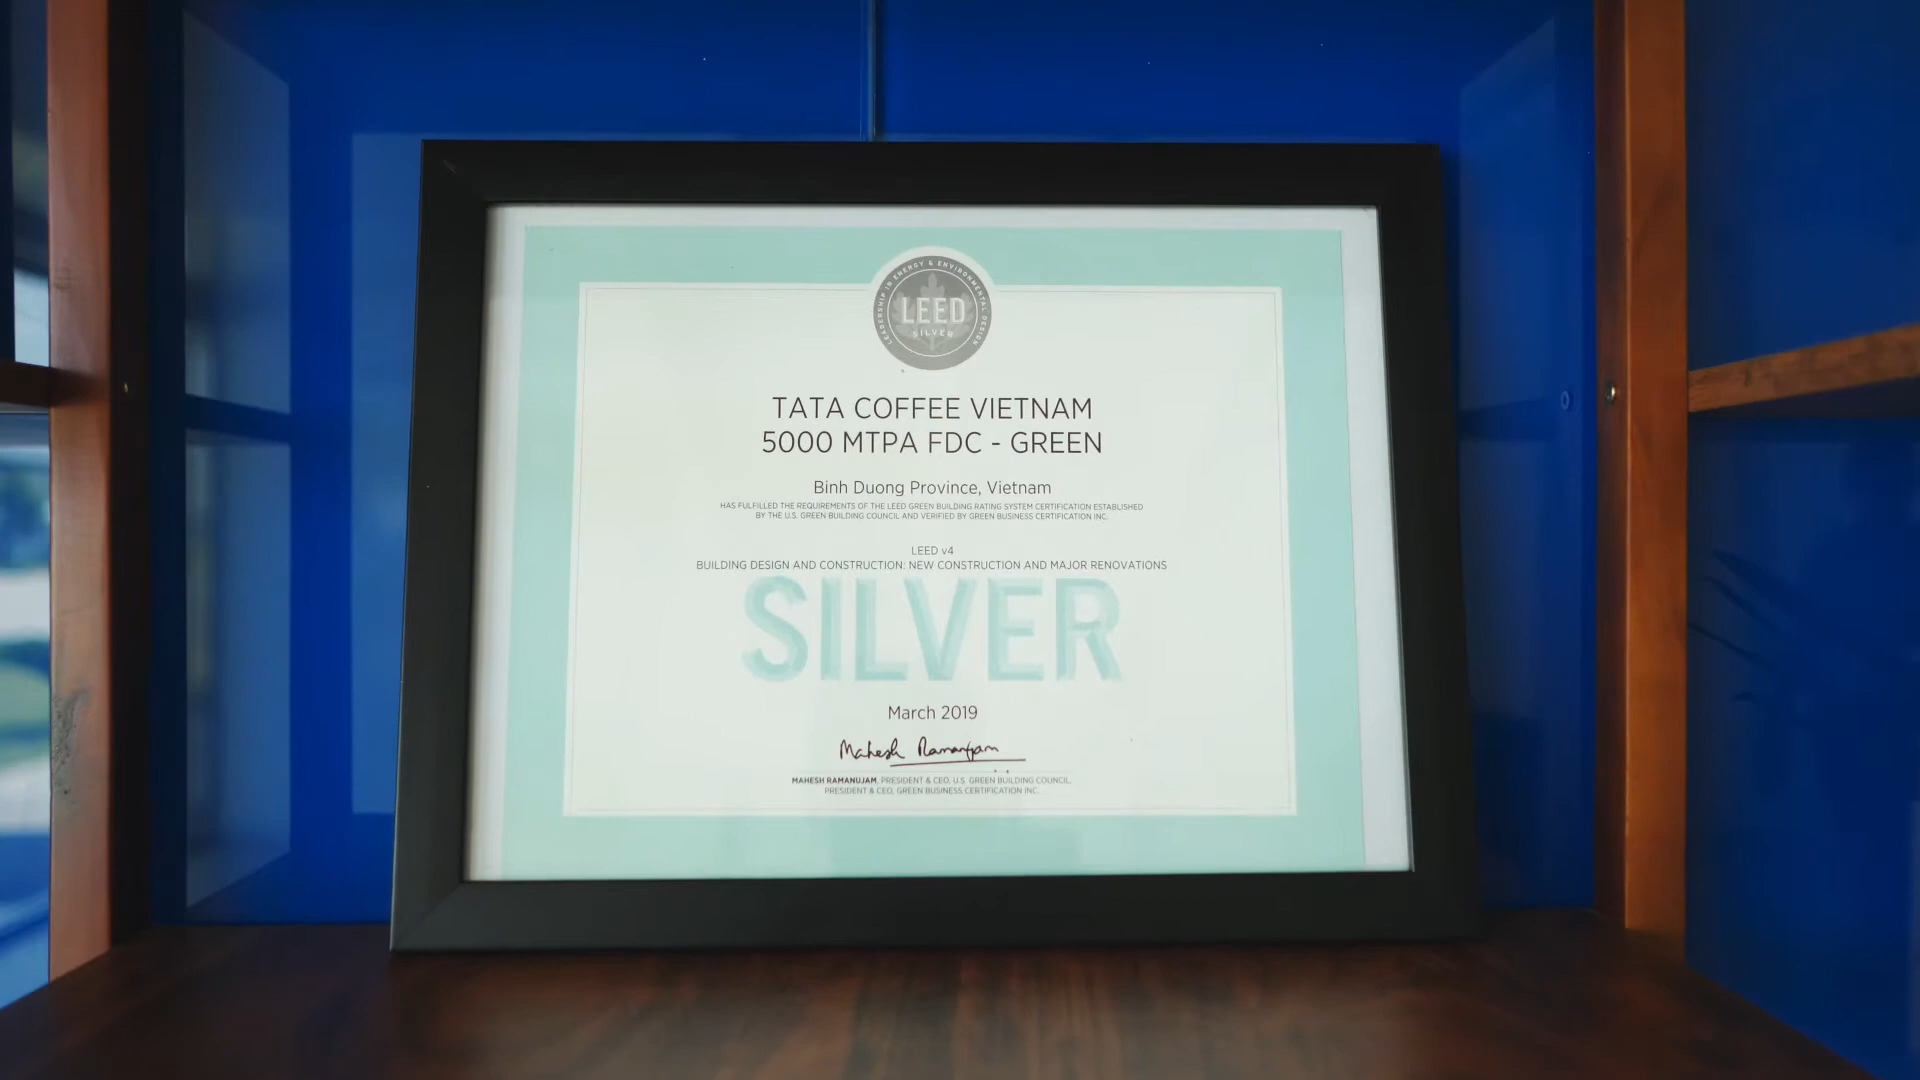 LEADERSHIP IN ENERGY & ENVIRONMENTAL DESIGN
LEED
SILVER
TATA COFFEE VIETNAM
5000 MTPA FDC - GREEN
Binh Duong Province, Vietnam
HAS FULFILLED THE REQUIREMENTS OF THE LEED GREEN BUILDING RATING SYSTEM CERTIFICATION ESTABLISHED
BY THE U.S. GREEN BUILDING COUNCIL AND VERIFIED BY GREEN BUSINESS CERTIFICATION INC.
LEED v4
BUILDING DESIGN AND CONSTRUCTION: NEW CONSTRUCTION AND MAJOR RENOVATIONS
SILVER
March 2019
Mahesh Ramanujam
MAHESH RAMANUJAM, PRESIDENT & CEO, U.S. GREEN BUILDING COUNCIL,
PRESIDENT & CEO, GREEN BUSINESS CERTIFICATION INC.